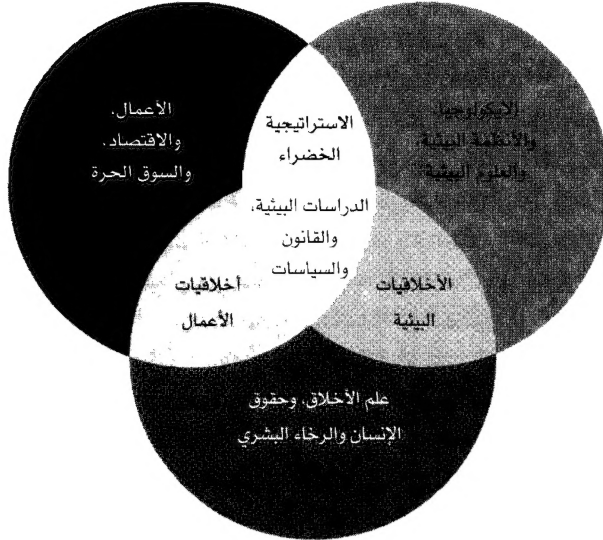 الأعمال،
والاقتصاد،
والسوق الحرة
الاستراتيجية
الخضراء
الايكولوجيا،
والأنظمة البيئية،
والعلوم البيئية
الدراسات البيئية،
والقانون
والسياسات
أخلاقيات
الأعمال
الأخلاقيات
البيئية
علم الأخلاق، وحقوق
الإنسان والرخاء البشري